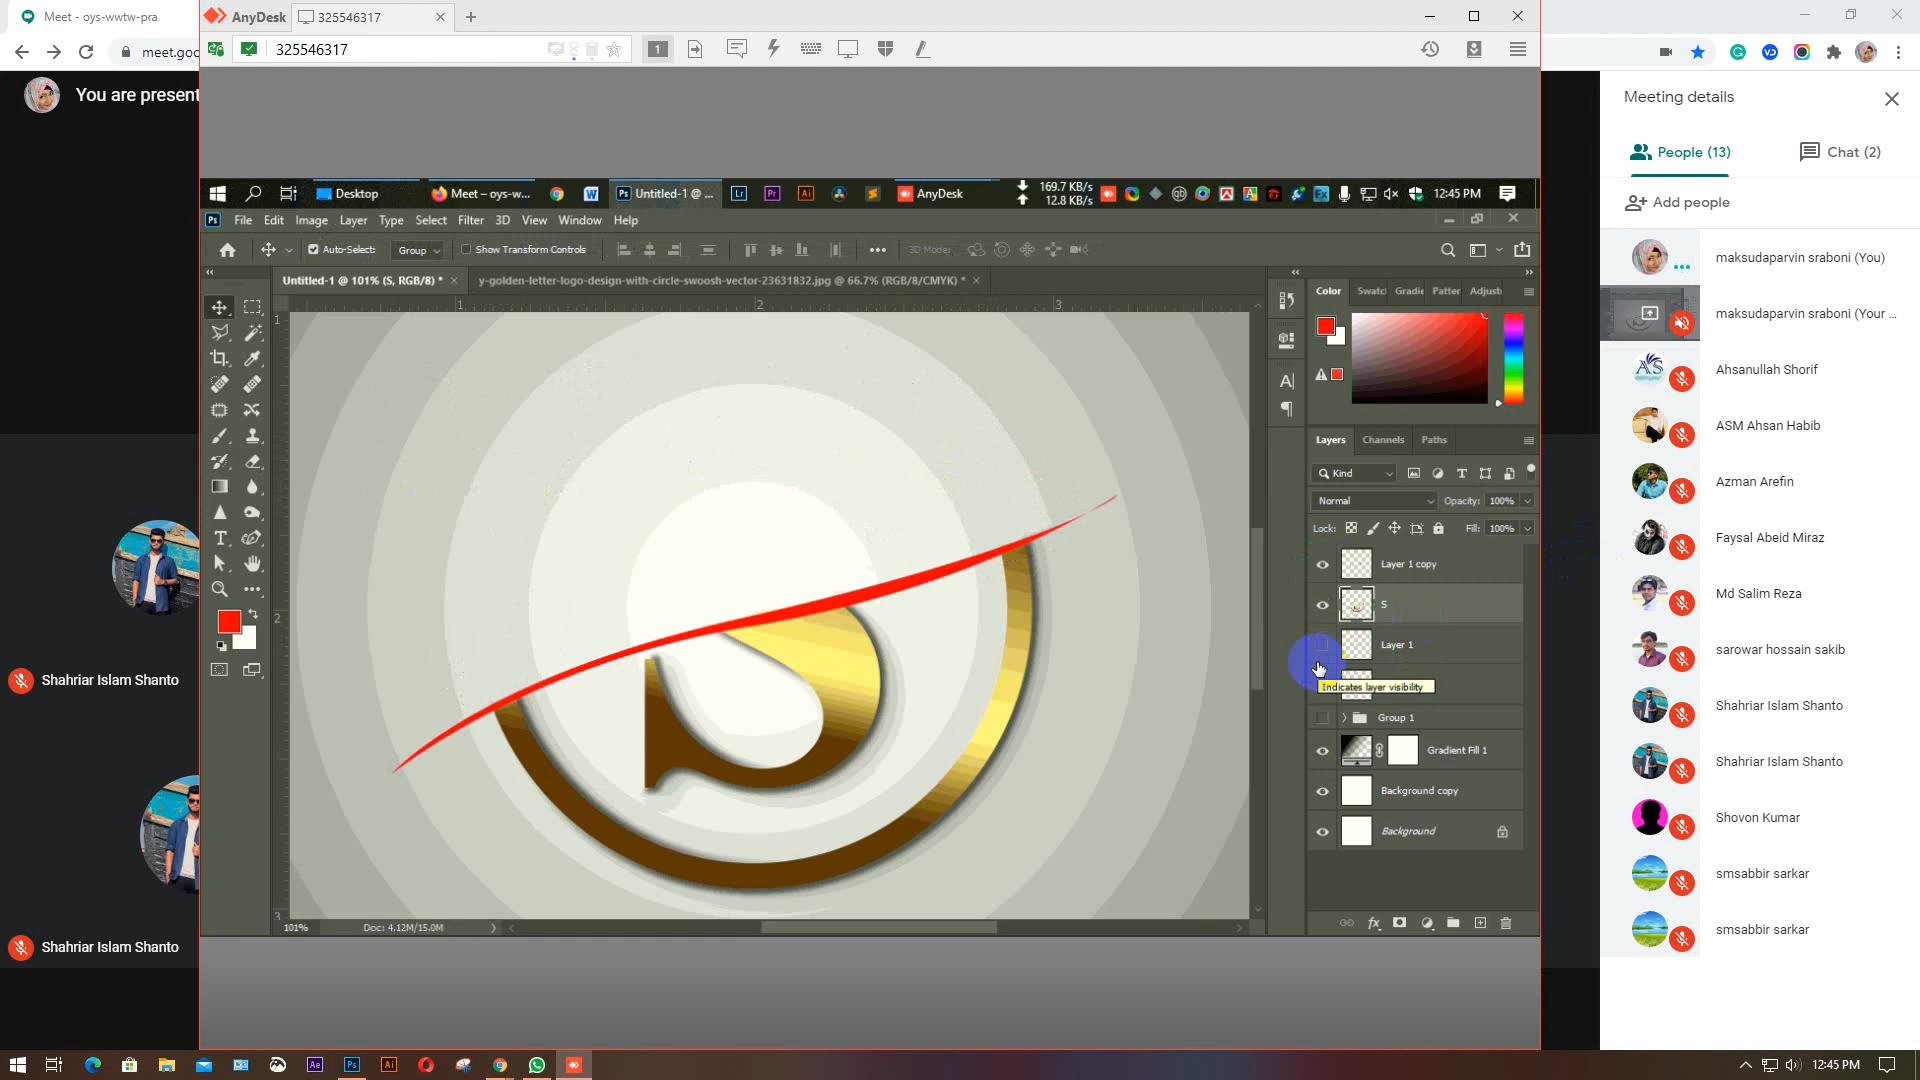 Meet - oys-wwtw-pra
AnyDesk
325546317
meet.goo
325546317
1
You are present
Meeting details
People (13)
Chat (2)
Add people
maksudaparvin sraboni (You)
maksudaparvin sraboni (Your ...
Ahsanullah Shorif
ASM Ahsan Habib
Azman Arefin
Faysal Abeid Miraz
Md Salim Reza
sarowar hossain sakib
Shahriar Islam Shanto
Shahriar Islam Shanto
Shovon Kumar
smsabbir sarkar
smsabbir sarkar
Shahriar Islam Shanto
Shahriar Islam Shanto
Desktop
Meet – oys-w...
Untitled-1 @ ...
AnyDesk
169.7 KB/s
12.8 KB/s
12:45 PM
File Edit Image Layer Type Select Filter 3D View Window Help
Auto-Select: Group Show Transform Controls 3D Mode:
Untitled-1 @ 101% (S, RGB/8) * ×
y-golden-letter-logo-design-with-circle-swoosh-vector-23631832.jpg @ 66.7% (RGB/8/CMYK) * ×
1 2 3
1
2
3
Color Swatc Gradi Patter Adjust
Layers Channels Paths
Kind
Normal Opacity: 100%
Lock: Fill: 100%
Layer 1 copy
S
Layer 1
Indicates layer visibility
Group 1
Gradient Fill 1
Background copy
Background
101% Doc: 4.12M/15.0M
12:45 PM